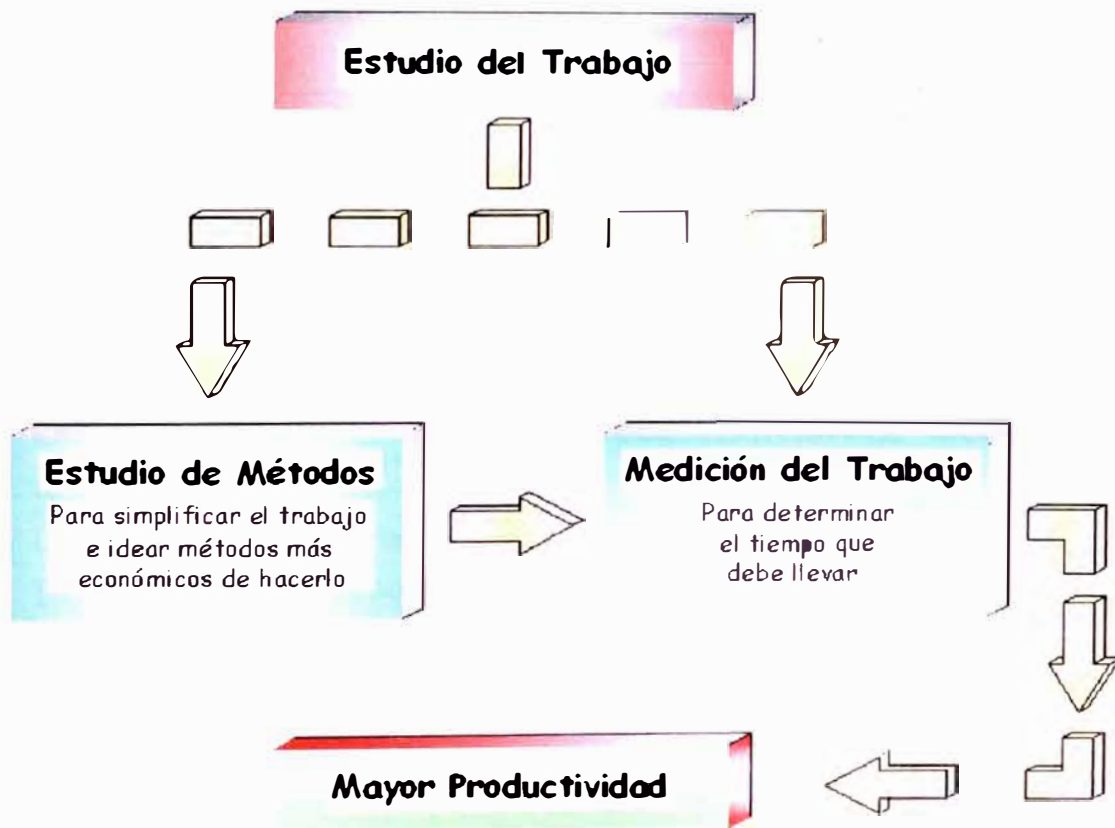 Estudio del Trabajo
Estudio de Métodos
Para simplificar el trabajo
e idear métodos más
económicos de hacerlo
Medición del Trabajo
Para determinar
el tiempo que
debe llevar
Mayor Productividad